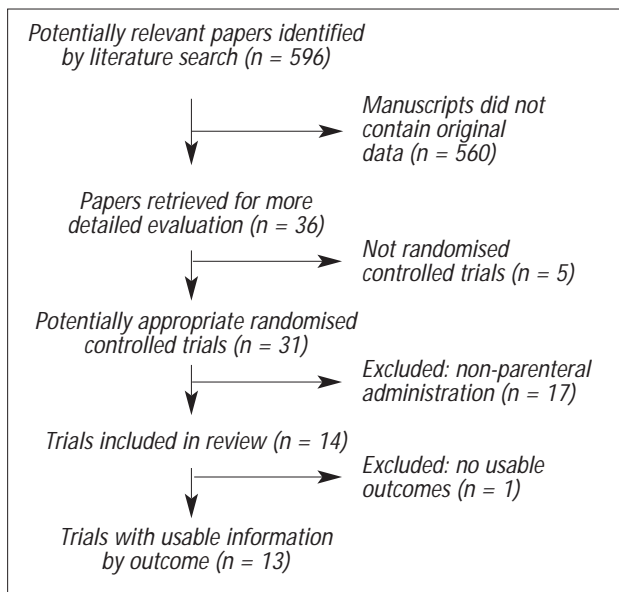 Potentially relevant papers identified
by literature search (n = 596)
Manuscripts did not
contain original
data (n = 560)
Papers retrieved for more
detailed evaluation (n = 36)
Not randomised
controlled trials (n = 5)
Potentially appropriate randomised
controlled trials (n = 31)
Excluded: non-parenteral
administration (n = 17)
Trials included in review (n = 14)
Excluded: no usable
outcomes (n = 1)
Trials with usable information
by outcome (n = 13)